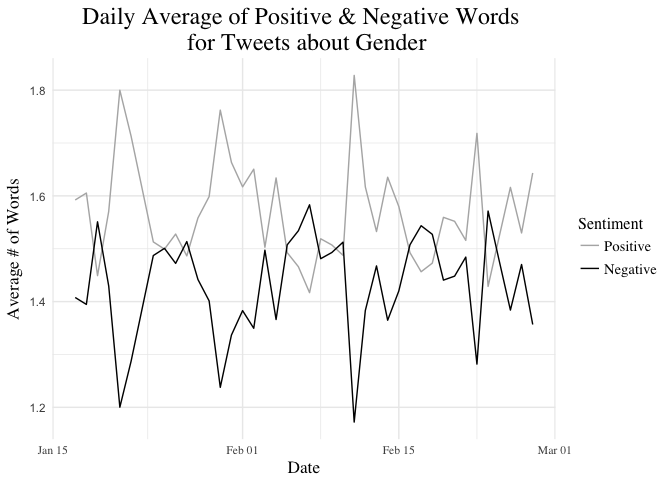 Daily Average of Positive & Negative Words
for Tweets about Gender
Average # of Words
1.8
1.6
1.4
1.2
Jan 15
Feb 01
Feb 15
Mar 01
Date
Sentiment
Positive
Negative